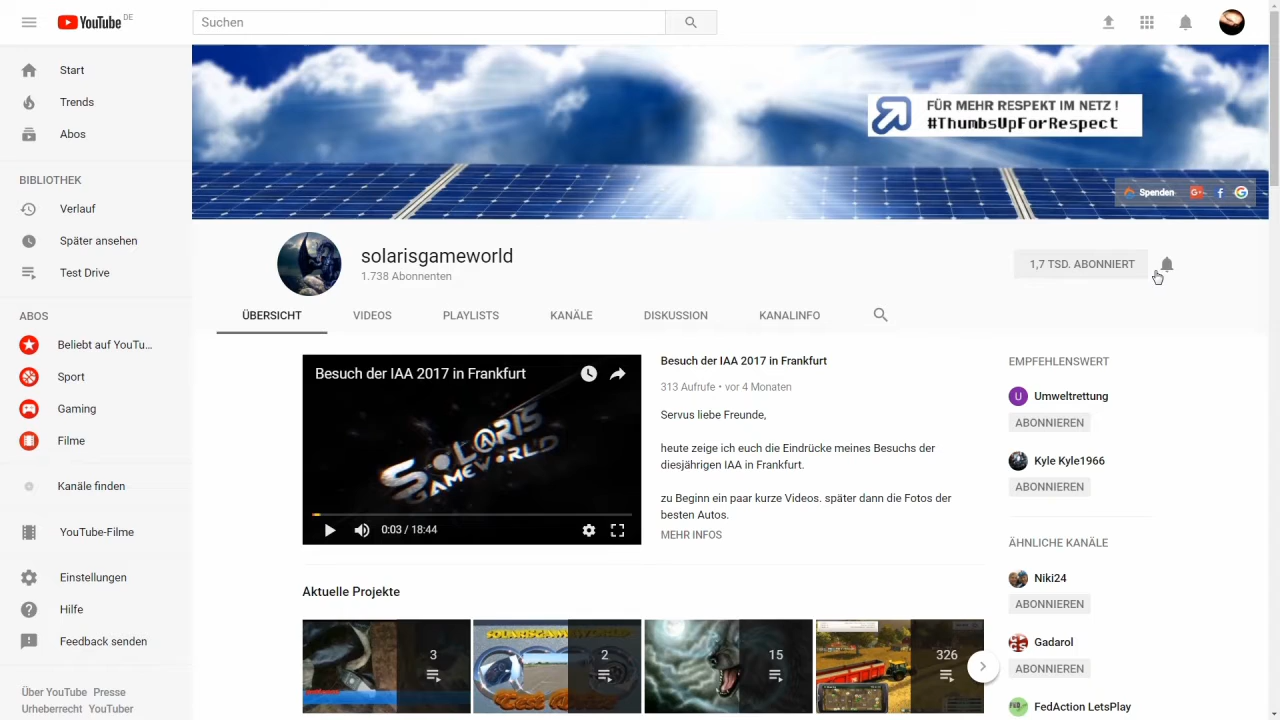 YouTube DE
Suchen
Start
Trends
Abos
BIBLIOTHEK
Verlauf
Später ansehen
Test Drive
ABOS
Beliebt auf YouTu...
Sport
Gaming
Filme
Kanäle finden
YouTube-Filme
Einstellungen
Hilfe
Feedback senden
Über YouTube Presse
Urheberrecht YouTuber
FÜR MEHR RESPEKT IM NETZ !
#ThumbsUpForRespect
Spenden
solarisgameworld
1.738 Abonnenten
1,7 TSD. ABONNIERT
ÜBERSICHT VIDEOS PLAYLISTS KANÄLE DISKUSSION KANALINFO
Besuch der IAA 2017 in Frankfurt
SOLARIS
GAMEWORLD
0:03 / 18:44
Besuch der IAA 2017 in Frankfurt
313 Aufrufe • vor 4 Monaten
Servus liebe Freunde,
heute zeige ich euch die Eindrücke meines Besuchs der
diesjährigen IAA in Frankfurt.
zu Beginn ein paar kurze Videos. später dann die Fotos der
besten Autos.
MEHR INFOS
Aktuelle Projekte
3
SOLARISGAMEWORLD
2
15
326
EMPFEHLENSWERT
U Umweltrettung
ABONNIEREN
Kyle Kyle1966
ABONNIEREN
ÄHNLICHE KANÄLE
Niki24
ABONNIEREN
Gadarol
ABONNIEREN
FedAction LetsPlay